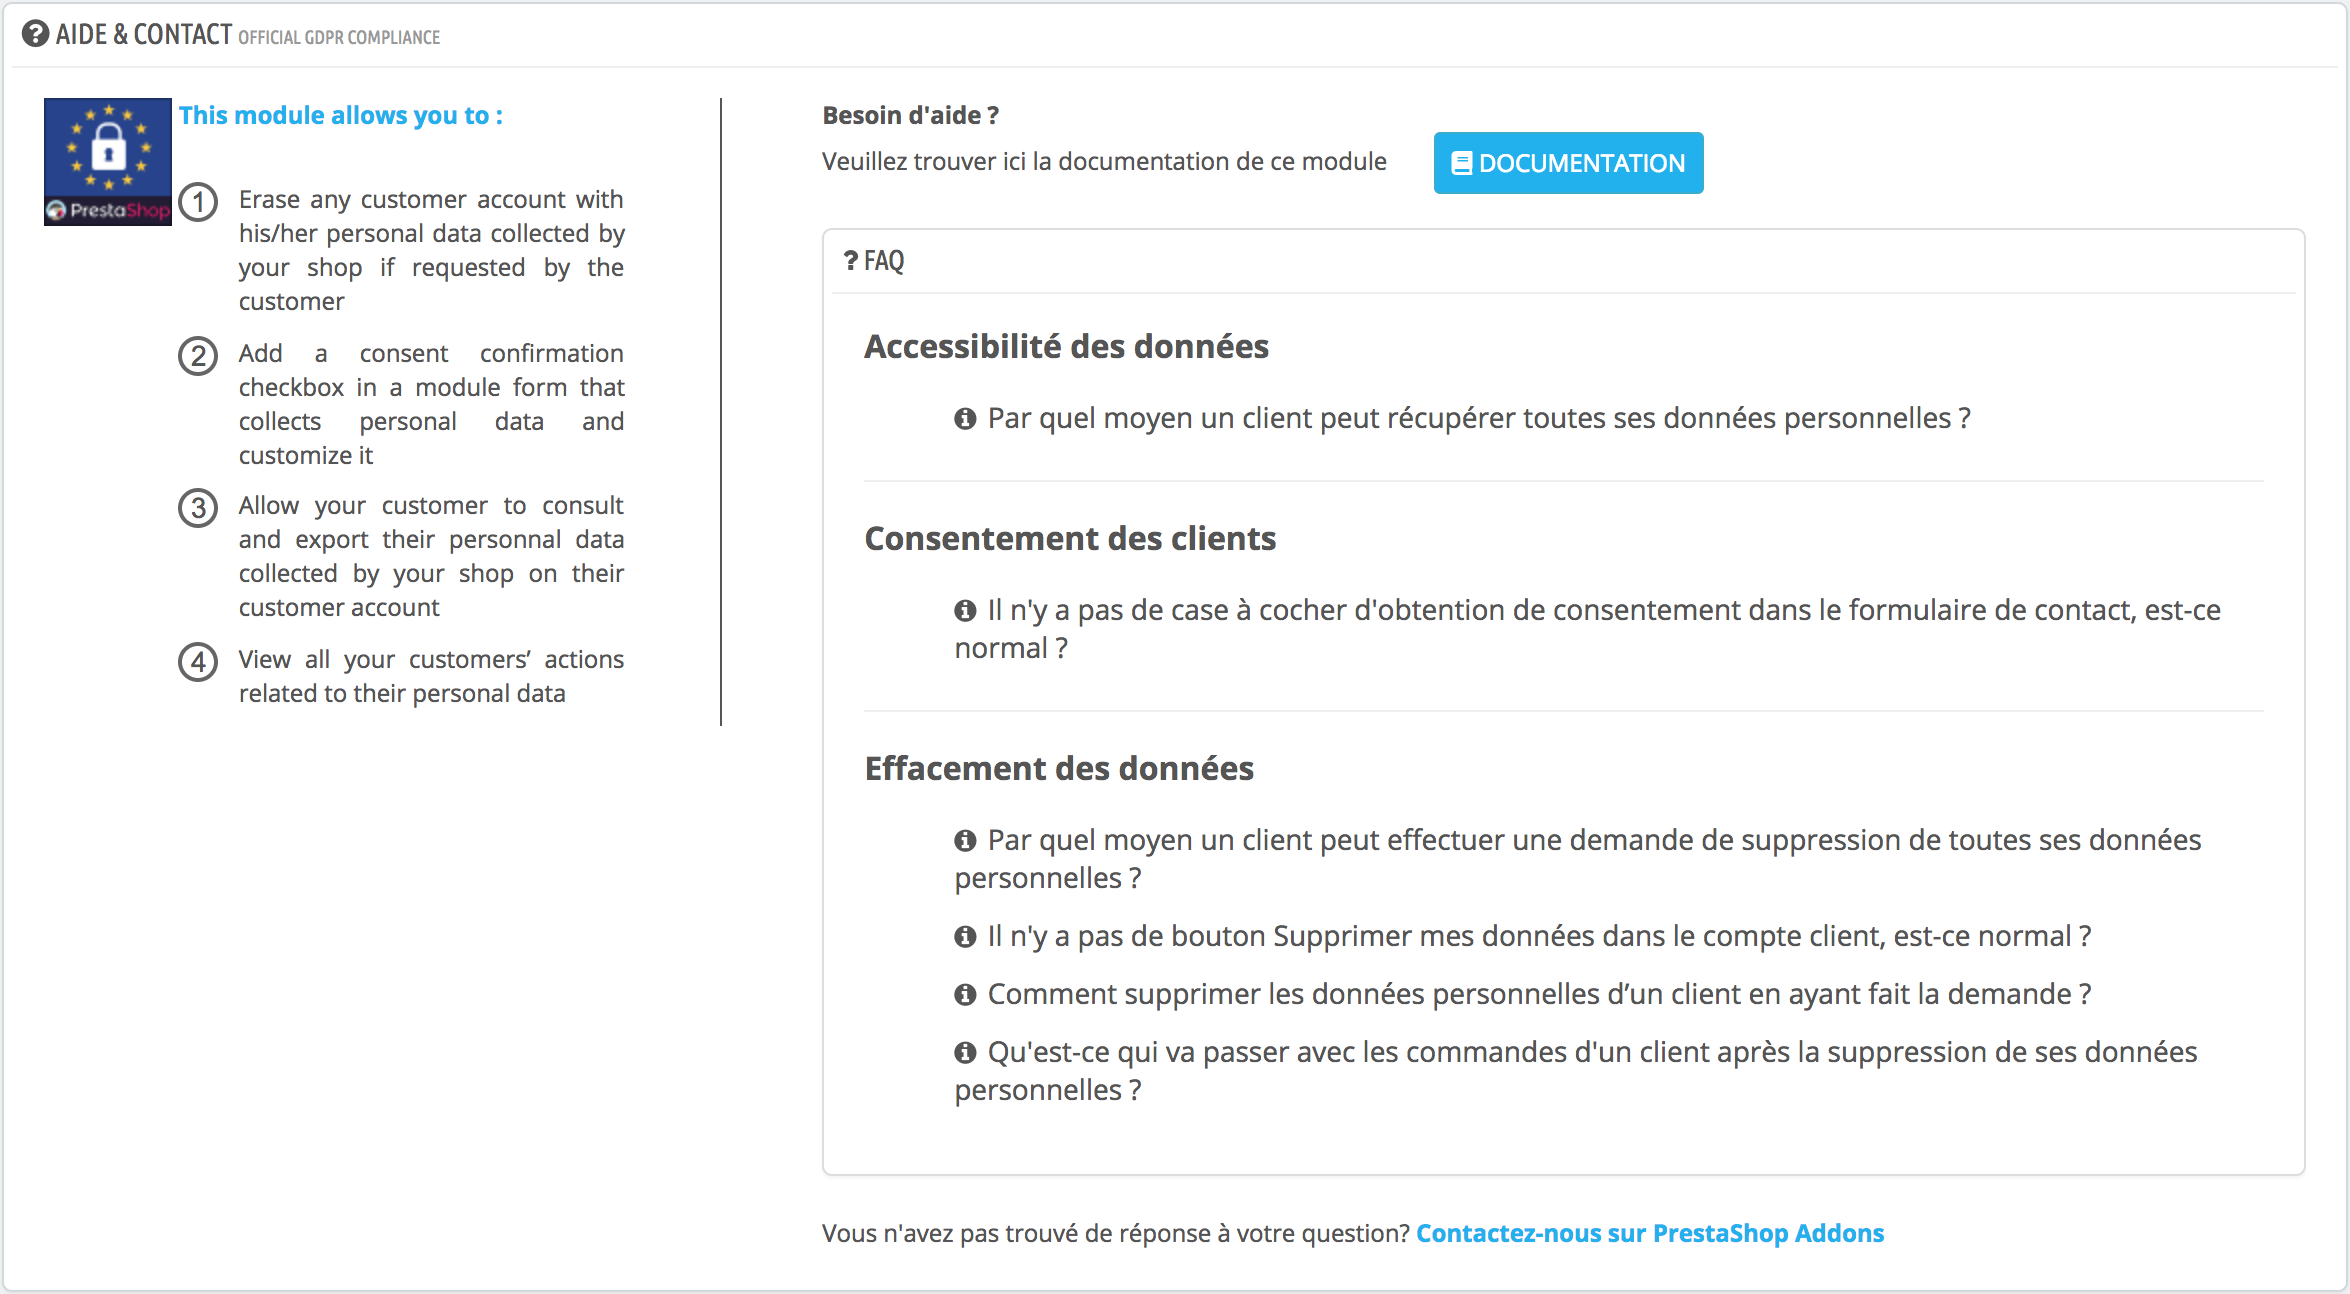 AIDE & CONTACT OFFICIAL GDPR COMPLIANCE
PrestaShop
This module allows you to :
1 Erase any customer account with
his/her personal data collected by
your shop if requested by the
customer
2 Add a consent confirmation
checkbox in a module form that
collects personal data and
customize it
3 Allow your customer to consult
and export their personnal data
collected by your shop on their
customer account
4 View all your customers’ actions
related to their personal data
Besoin d'aide ?
Veuillez trouver ici la documentation de ce module
DOCUMENTATION
? FAQ
Accessibilité des données
Par quel moyen un client peut récupérer toutes ses données personnelles ?
Consentement des clients
Il n'y a pas de case à cocher d'obtention de consentement dans le formulaire de contact, est-ce
normal ?
Effacement des données
Par quel moyen un client peut effectuer une demande de suppression de toutes ses données
personnelles ?
Il n'y a pas de bouton Supprimer mes données dans le compte client, est-ce normal ?
Comment supprimer les données personnelles d’un client en ayant fait la demande ?
Qu'est-ce qui va passer avec les commandes d'un client après la suppression de ses données
personnelles ?
Vous n'avez pas trouvé de réponse à votre question? Contactez-nous sur PrestaShop Addons